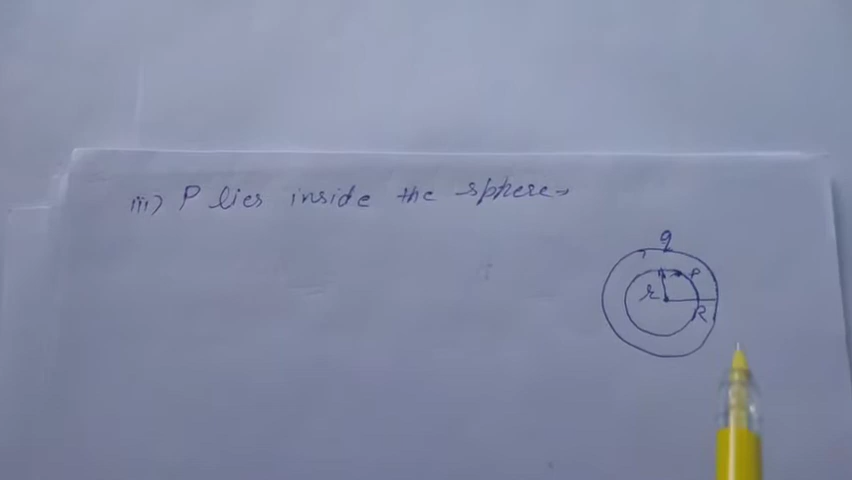 iii) P lies inside the sphere→
q
P
r
R